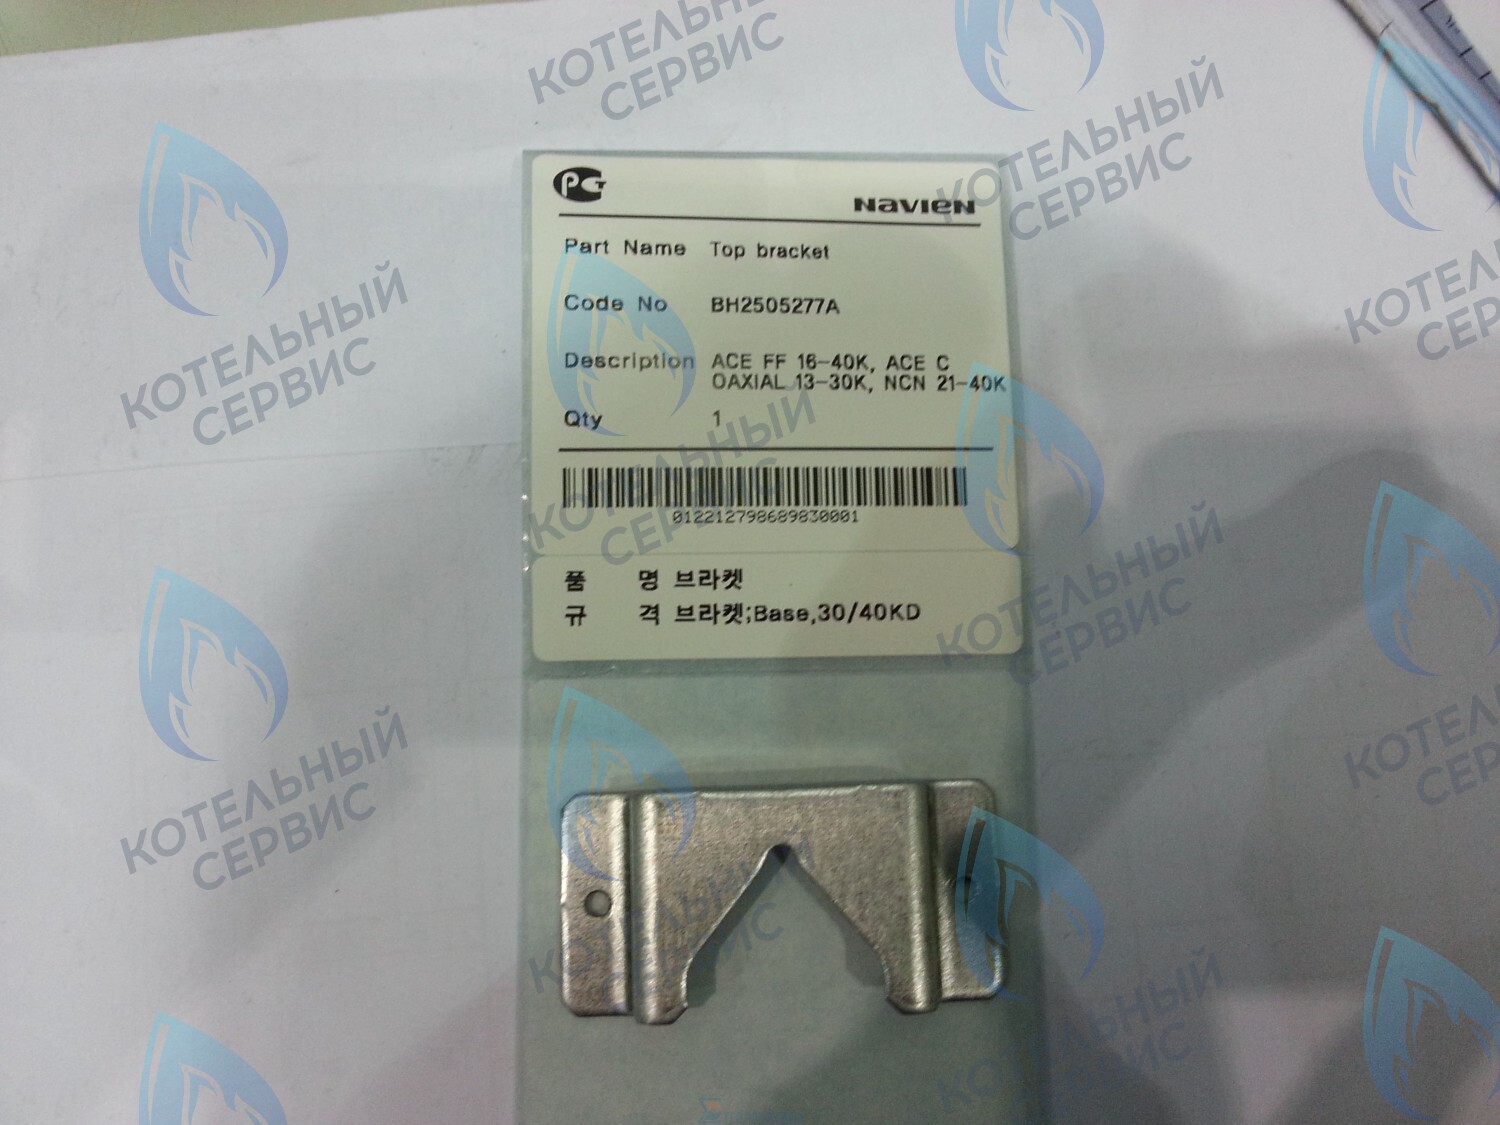 КОТЕЛЬНЫЙ
СЕРВИС
PCT
NAVIEN
Part Name Top bracket
Code No BH2505277A
Description ACE FF 16-40K, ACE C
OAXIAL 13-30K, NCN 21-40K
Qty 1
012212798689830001
품 명 브라켓
규 격 브라켓;Base,30/40KD